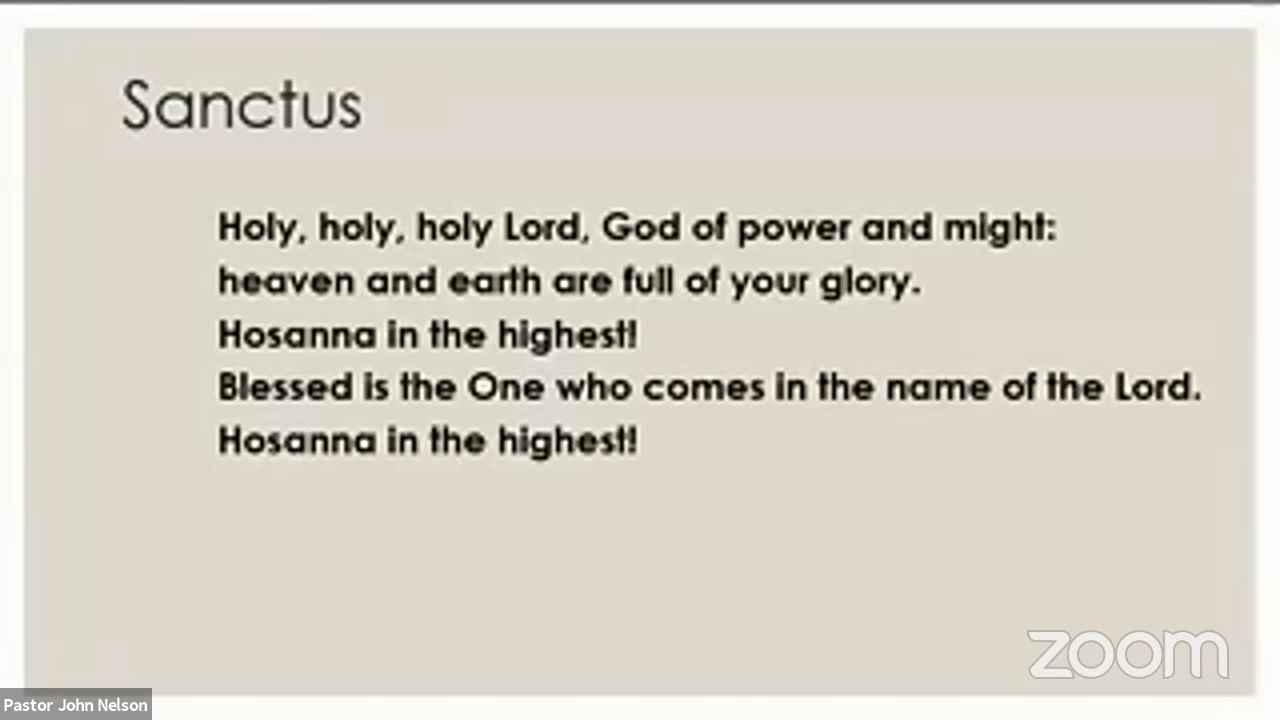 Sanctus
Holy, holy, holy Lord, God of power and might:
heaven and earth are full of your glory.
Hosanna in the highest!
Blessed is the One who comes in the name of the Lord.
Hosanna in the highest!
zoom
Pastor John Nelson